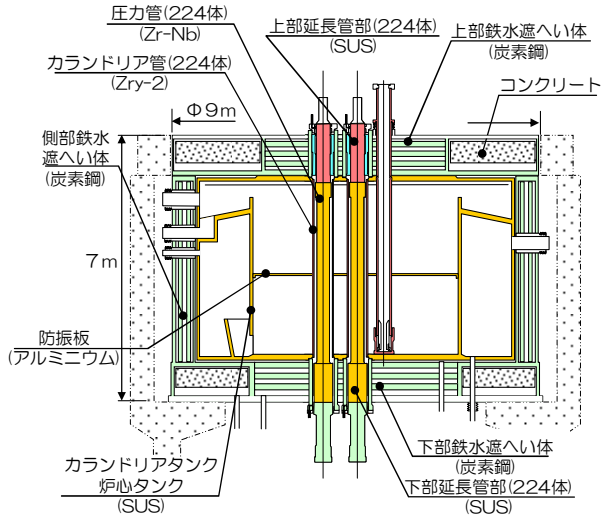 圧力管(224体)
(Zr-Nb)
上部延長管部(224体)
(SUS)
上部鉄水遮へい体
(炭素鋼)
カランドリア管(224体)
(Zry-2)
コンクリート
Φ9m
側部鉄水
遮へい体
(炭素鋼)
7m
防振板
(アルミニウム)
カランドリアタンク
炉心タンク
(SUS)
下部鉄水遮へい体
(炭素鋼)
下部延長管部(224体)
(SUS)